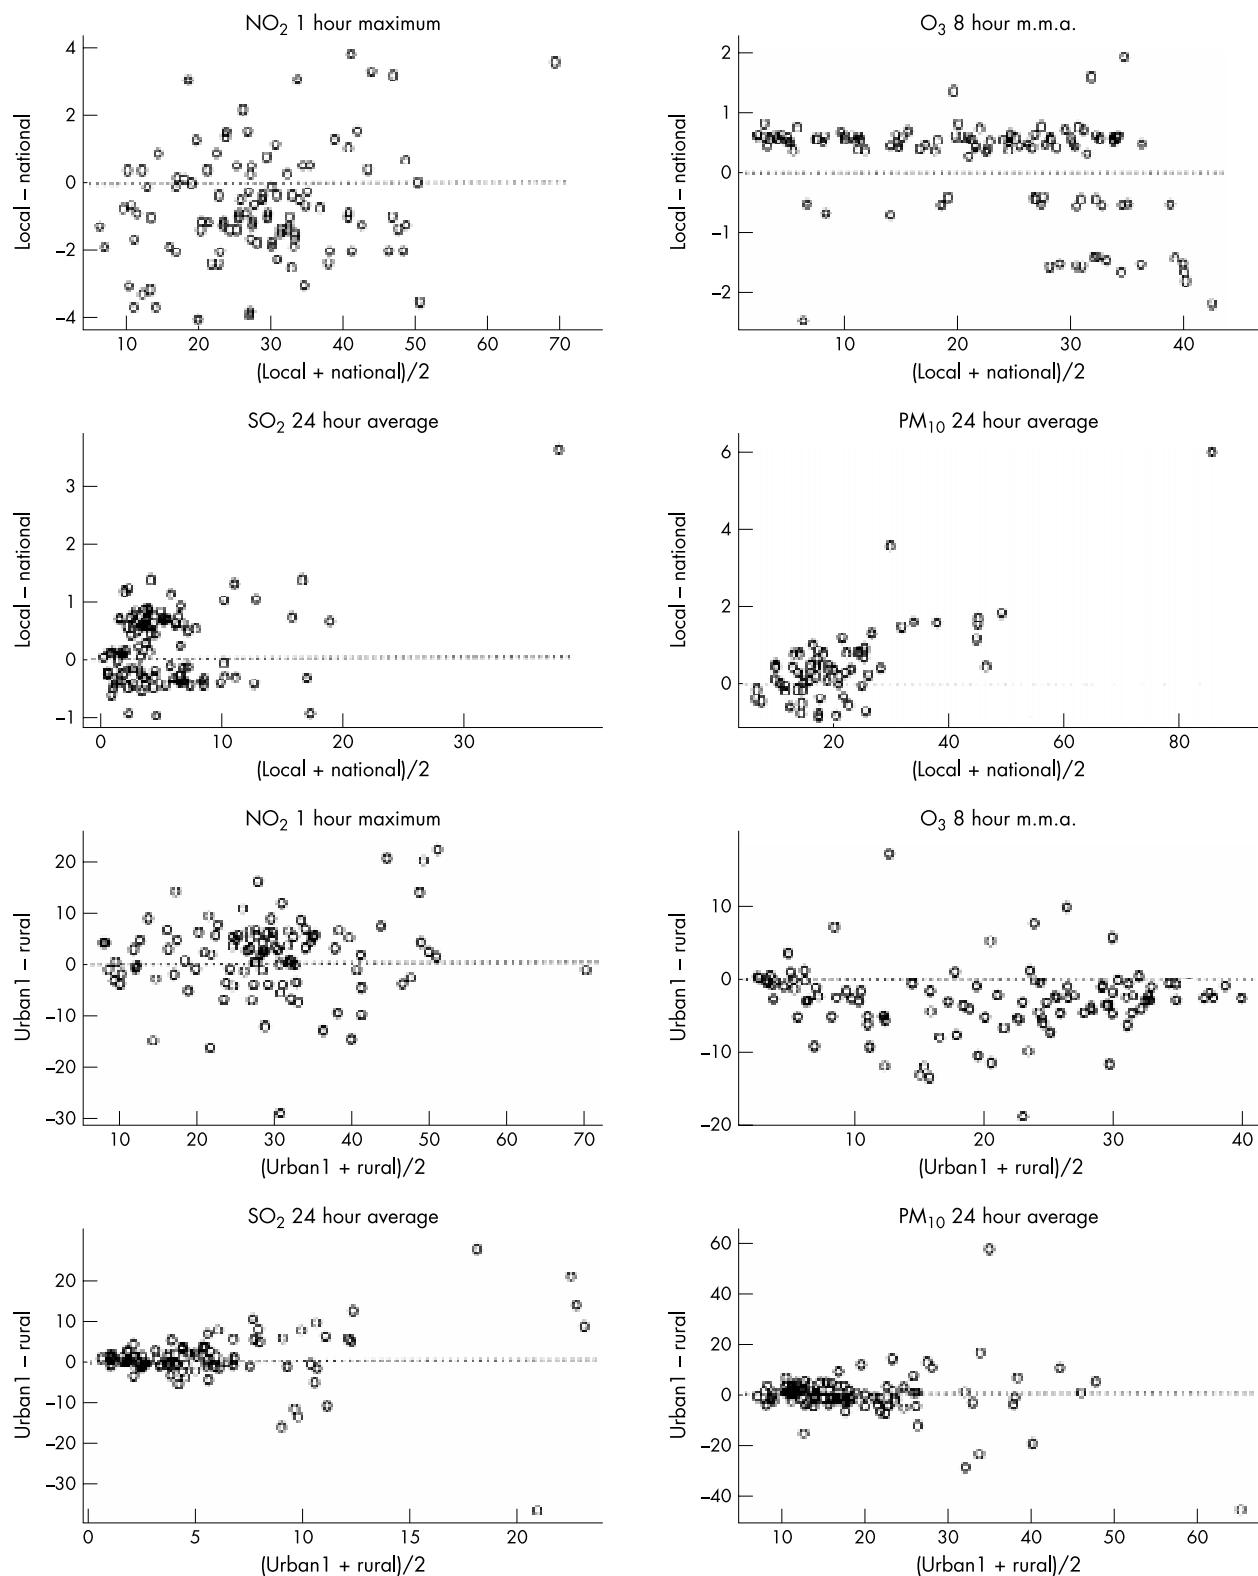 NO₂ 1 hour maximum
4
2
0
–2
–4
Local – national
10 20 30 40 50 60 70
(Local + national)/2
O₃ 8 hour m.m.a.
2
1
0
–1
–2
Local – national
10 20 30 40
(Local + national)/2
SO₂ 24 hour average
3
2
1
0
–1
Local – national
0 10 20 30
(Local + national)/2
PM₁₀ 24 hour average
6
4
2
0
Local – national
20 40 60 80
(Local + national)/2
NO₂ 1 hour maximum
20
10
0
–10
–20
–30
Urban1 – rural
10 20 30 40 50 60 70
(Urban1 + rural)/2
O₃ 8 hour m.m.a.
10
0
–10
–20
Urban1 – rural
10 20 30 40
(Urban1 + rural)/2
SO₂ 24 hour average
20
10
0
–10
–20
–30
Urban1 – rural
0 5 10 15 20
(Urban1 + rural)/2
PM₁₀ 24 hour average
60
40
20
0
–20
–40
Urban1 – rural
10 20 30 40 50 60
(Urban1 + rural)/2